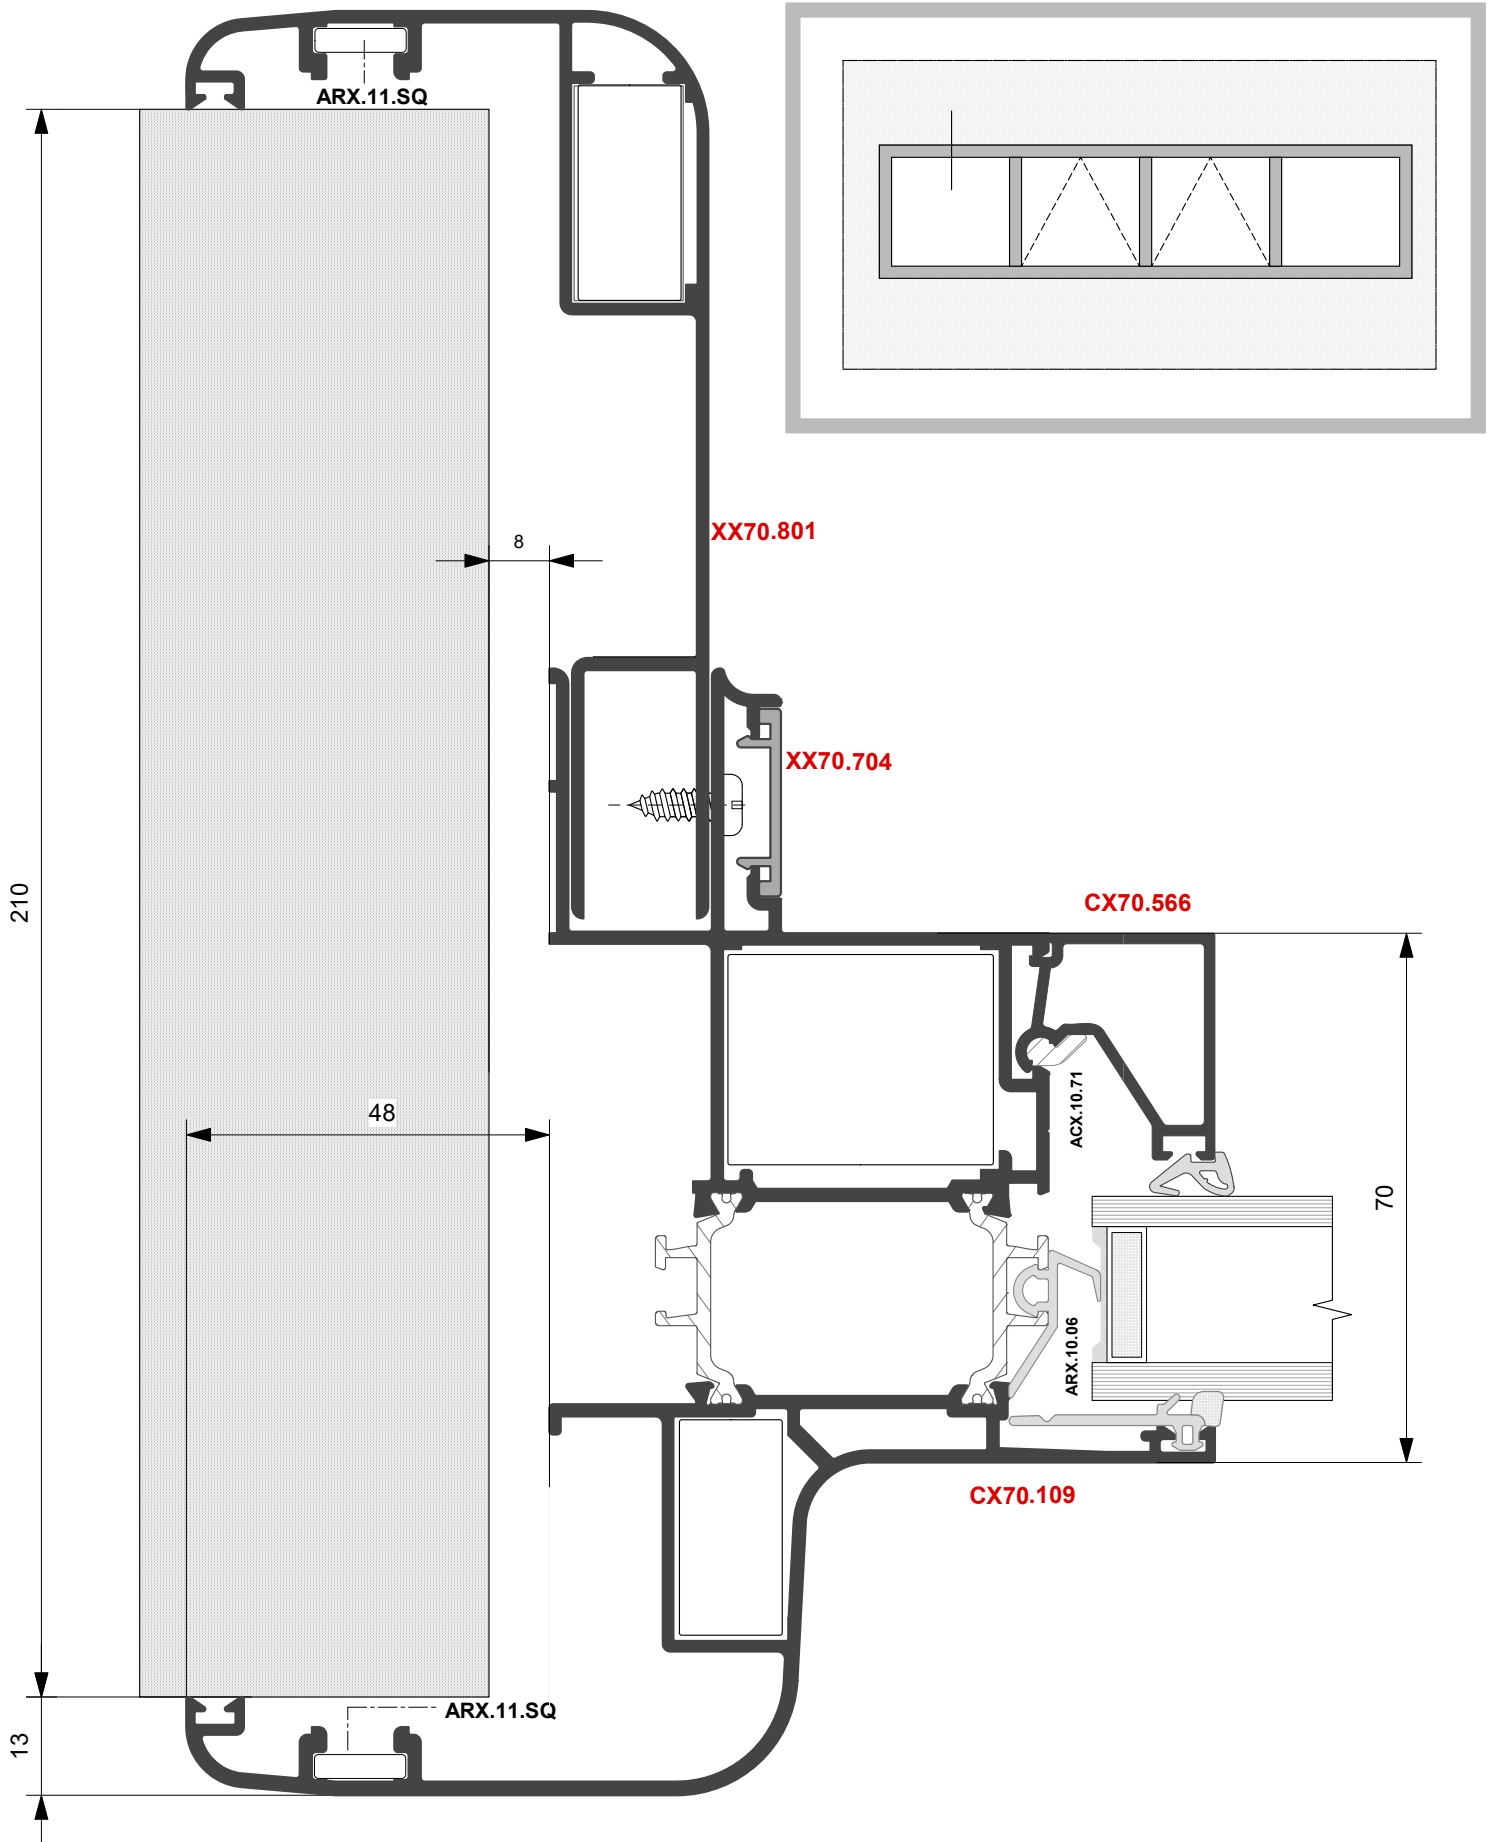 ARX.11.SQ
XX70.801
8
XX70.704
210
CX70.566
ACX.10.71
48
70
ARX.10.06
CX70.109
ARX.11.SQ
13